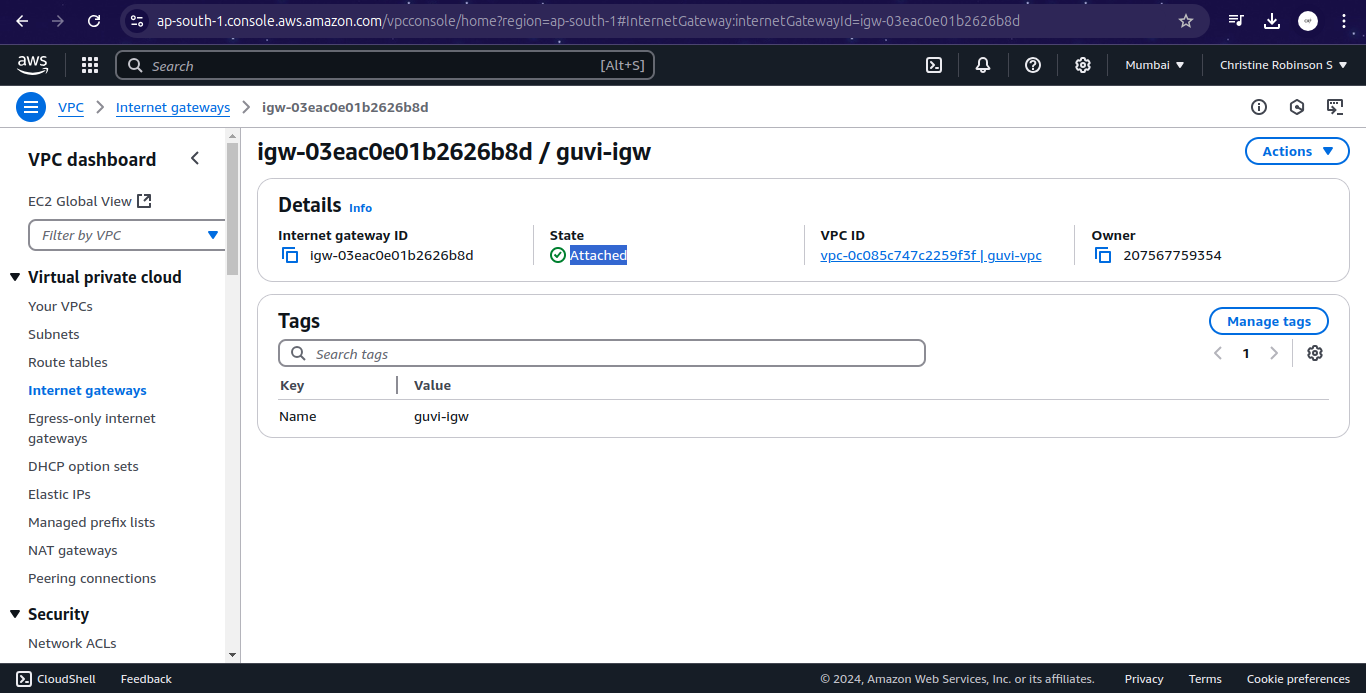 ap-south-1.console.aws.amazon.com/vpcconsole/home?region=ap-south-1#InternetGateway:internetGatewayId=igw-03eac0e01b2626b8d
aws
Search [Alt+S]
Mumbai
Christine Robinson S
VPC
Internet gateways
igw-03eac0e01b2626b8d
VPC dashboard
EC2 Global View
Filter by VPC
Virtual private cloud
Your VPCs
Subnets
Route tables
Internet gateways
Egress-only internet
gateways
DHCP option sets
Elastic IPs
Managed prefix lists
NAT gateways
Peering connections
Security
Network ACLs
igw-03eac0e01b2626b8d / guvi-igw
Actions
Details Info
Internet gateway ID
igw-03eac0e01b2626b8d
State
Attached
VPC ID
vpc-0c085c747c2259f3f | guvi-vpc
Owner
207567759354
Tags
Manage tags
Search tags
1
Key Value
Name guvi-igw
CloudShell
Feedback
© 2024, Amazon Web Services, Inc. or its affiliates.
Privacy
Terms
Cookie preferences